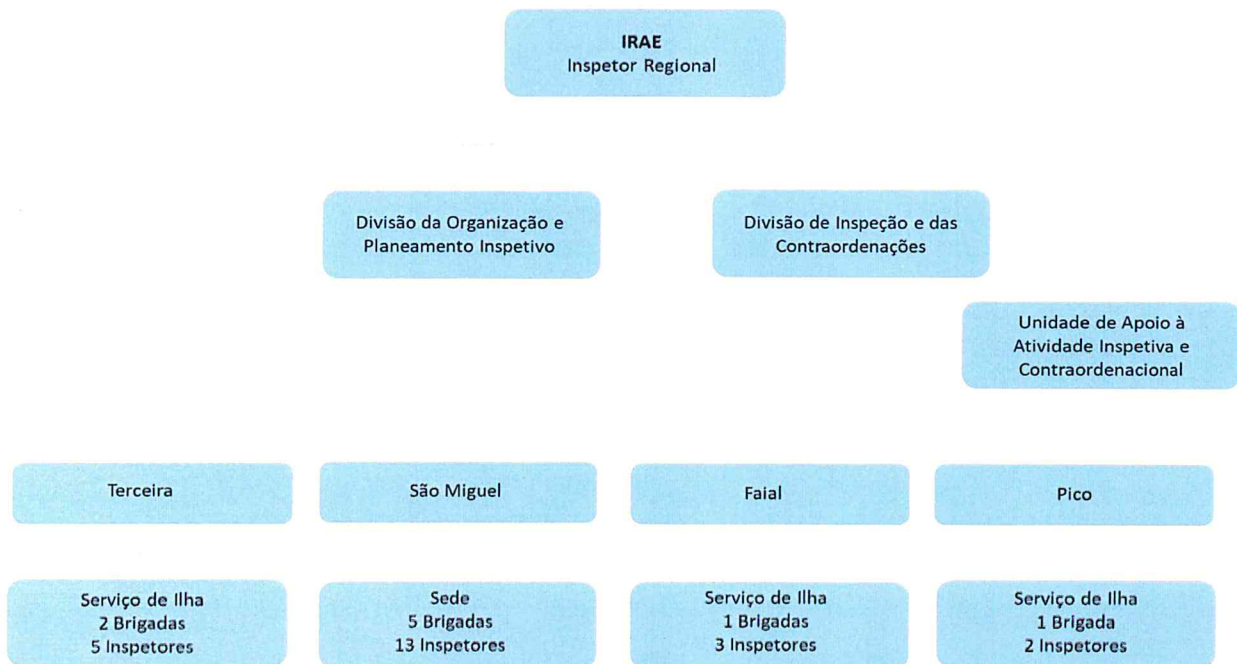 IRAE
Inspetor Regional
Divisão da Organização e
Planeamento Inspetivo
Divisão de Inspeção e das
Contraordenações
Unidade de Apoio à
Atividade Inspetiva e
Contraordenacional
Terceira
São Miguel
Faial
Pico
Serviço de Ilha
2 Brigadas
5 Inspetores
Sede
5 Brigadas
13 Inspetores
Serviço de Ilha
1 Brigadas
3 Inspetores
Serviço de Ilha
1 Brigada
2 Inspetores